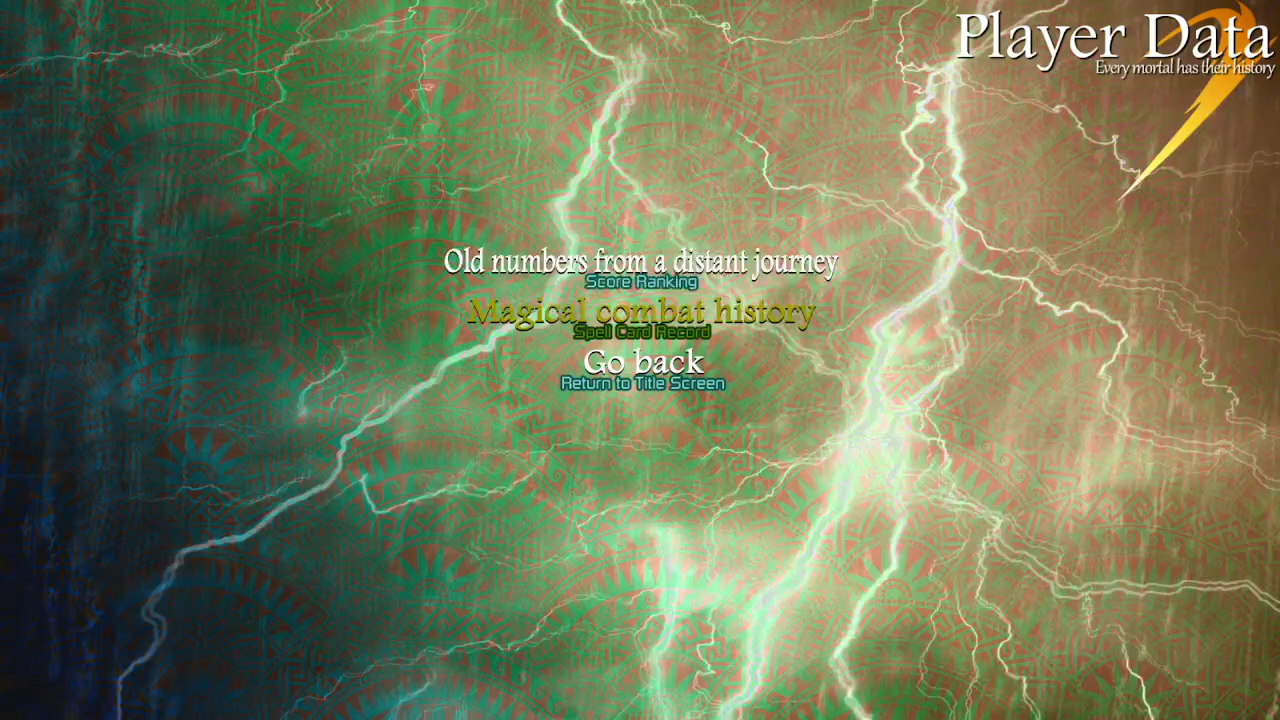 Player Data
Every mortal has their history
Old numbers from a distant journey
Score Ranking
Magical combat history
Spell Card Record
Go back
Return to Title Screen